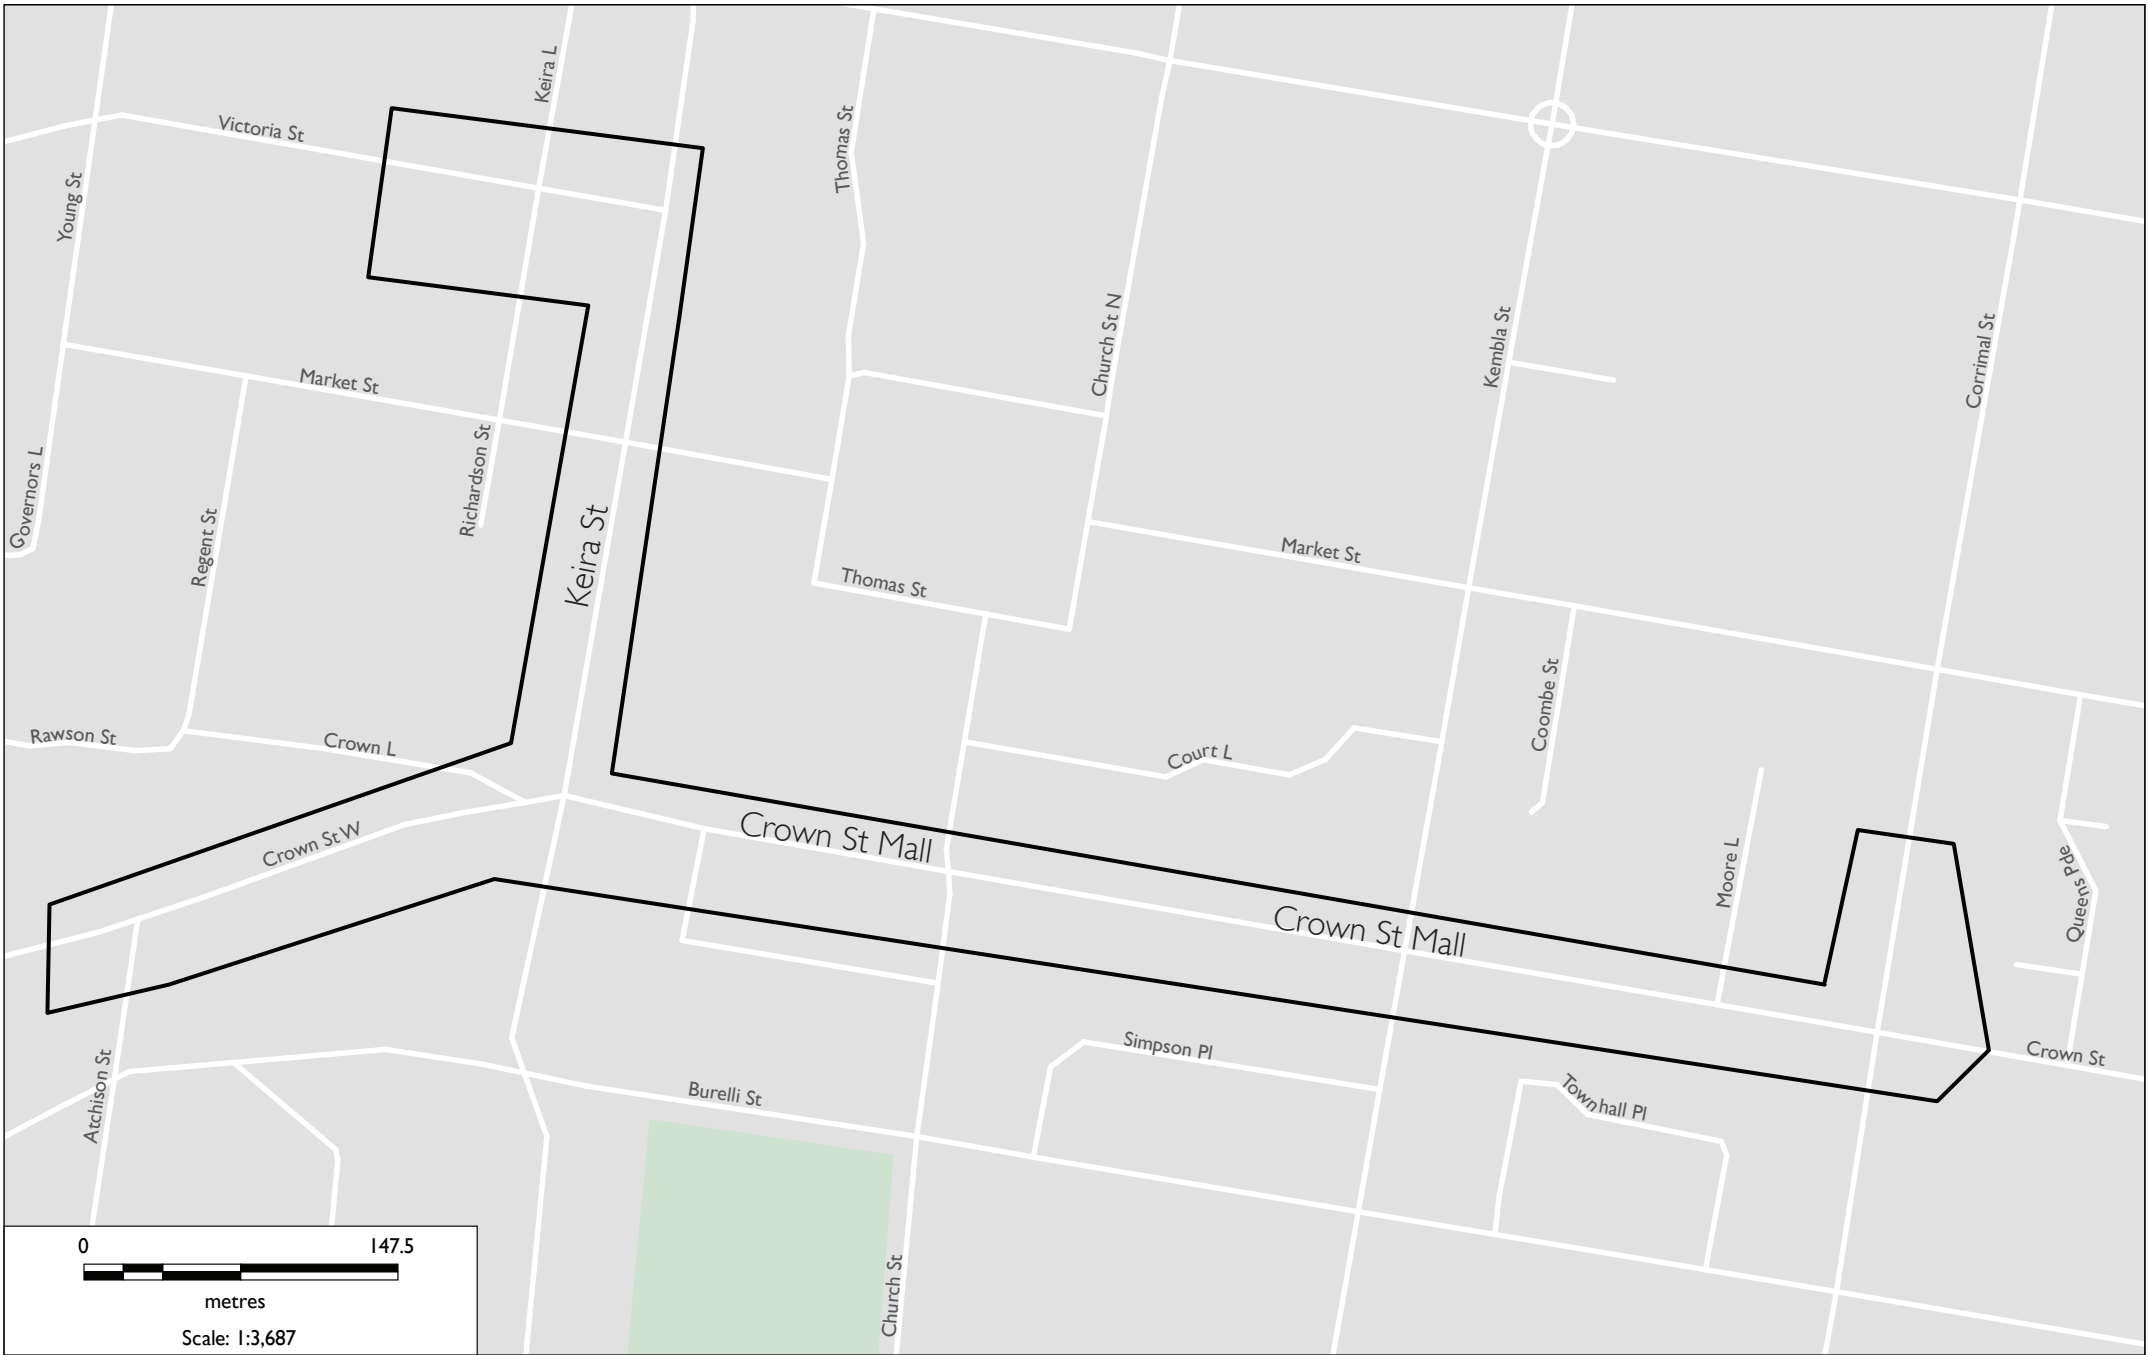 Keira L
Victoria St
Thomas St
Young St
Church St N
Kembla St
Corrimal St
Market St
Richardson St
Governors L
Regent St
Keira St
Market St
Thomas St
Coombe St
Rawson St
Crown L
Court L
Crown St W
Crown St Mall
Moore L
Queens Pde
Crown St Mall
Atchison St
Simpson Pl
Crown St
Burelli St
Townhall Pl
Church St
0 147.5
metres
Scale: 1:3,687